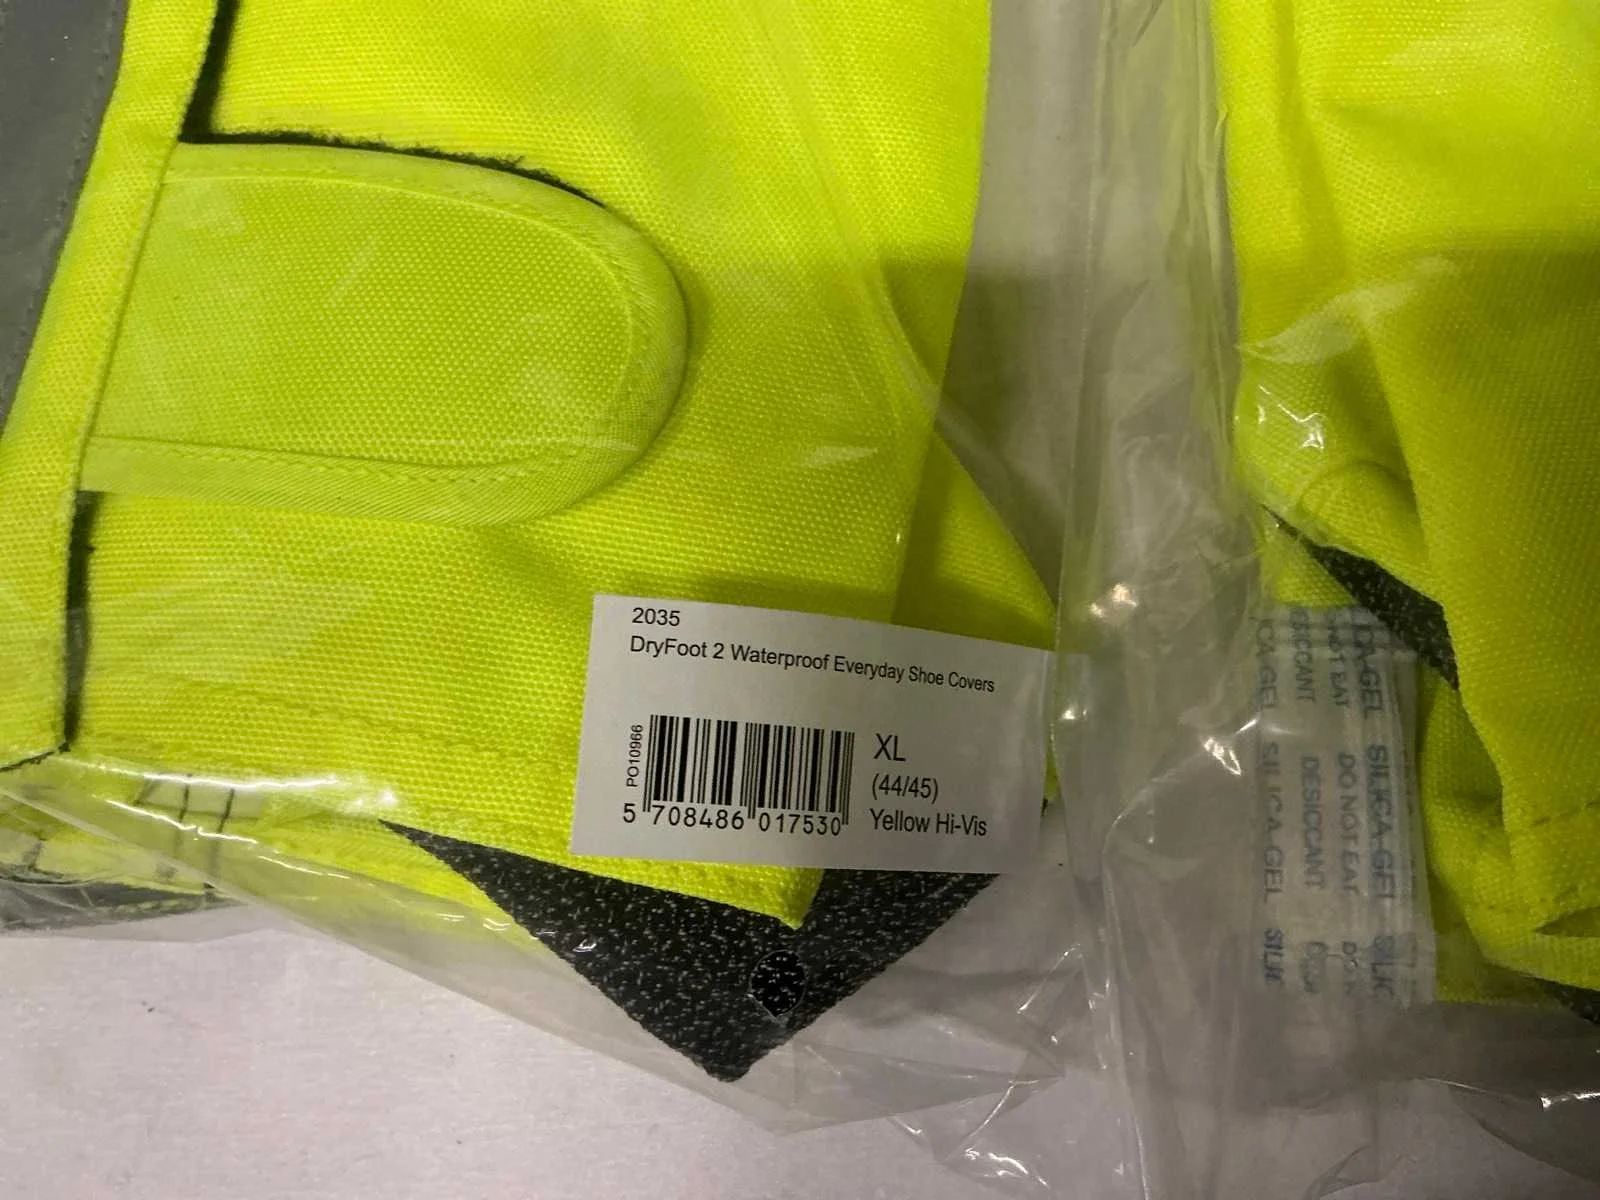 2035
DryFoot 2 Waterproof Everyday Shoe Covers
PO10966
XL
(44/45)
Yellow Hi-Vis
5 708486 017530
SILICA GEL
DO NOT EAT
DESICCANT
SILICA GEL